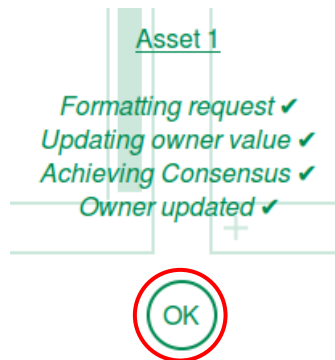 Asset 1
Formatting request ✔
Updating owner value ✔
Achieving Consensus ✔
Owner updated ✔
+
OK